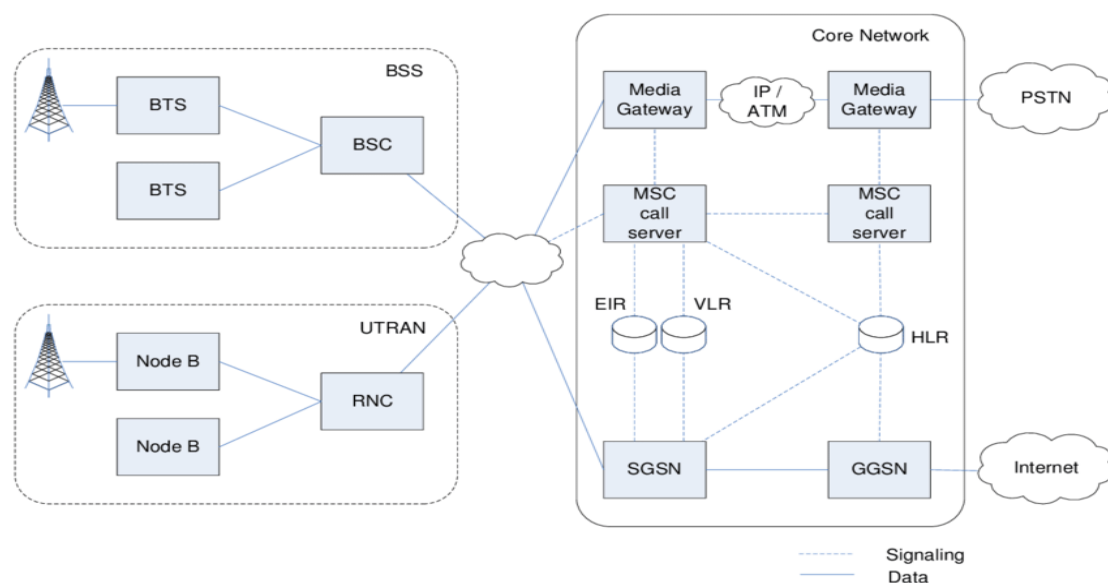 BSS
BTS
BTS
BSC
UTRAN
Node B
Node B
RNC
Core Network
Media
Gateway
IP /
ATM
Media
Gateway
PSTN
MSC
call
server
MSC
call
server
EIR
VLR
HLR
SGSN
GGSN
Internet
Signaling
Data